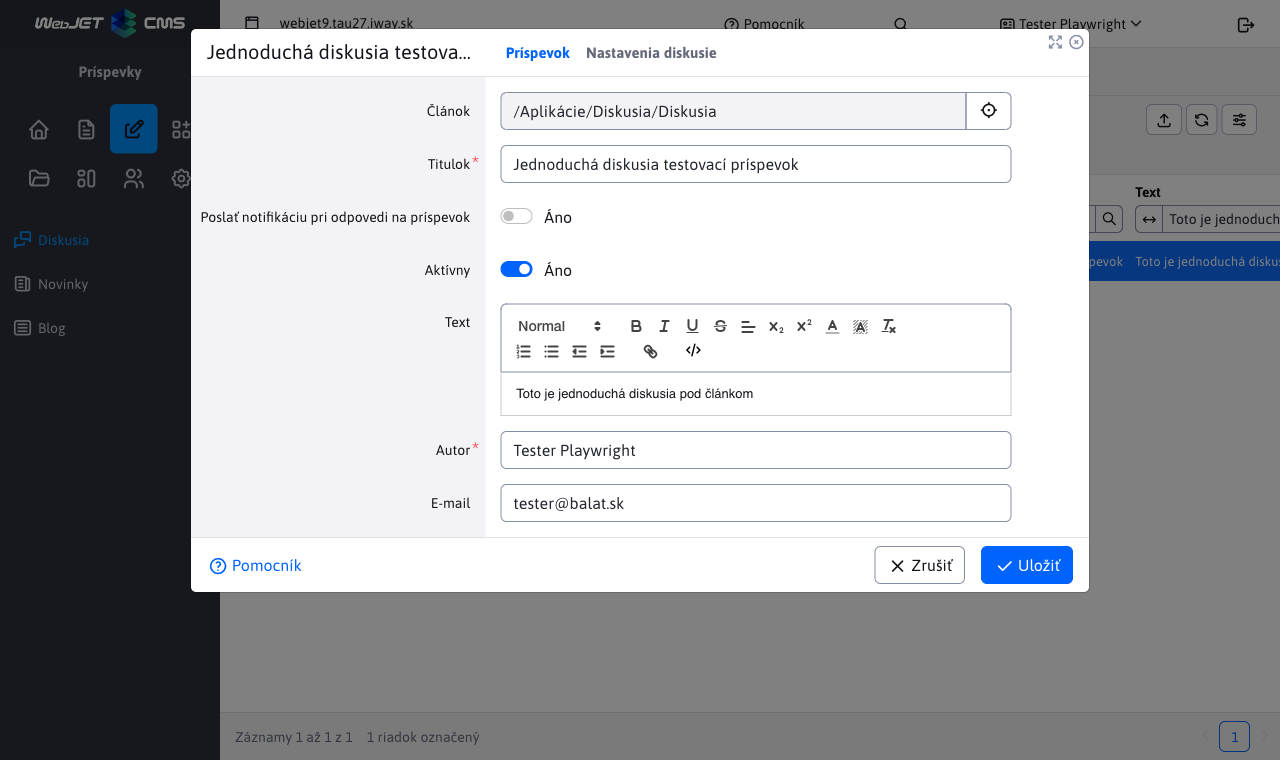 WebJET CMS
webjet9.tau27.iway.sk
Pomocník
Tester Playwright
Príspevky
Diskusia
Novinky
Blog
Jednoduchá diskusia testova...
Príspevok
Nastavenia diskusie
Článok
/Aplikácie/Diskusia/Diskusia
Titulok*
Jednoduchá diskusia testovací príspevok
Poslať notifikáciu pri odpovedi na príspevok
Áno
Aktívny
Áno
Text
Normal
Toto je jednoduchá diskusia pod článkom
Autor*
Tester Playwright
E-mail
tester@balat.sk
Pomocník
Zrušiť
Uložiť
Text
Toto je jednoduch
pevok
Toto je jednoduchá disku
Záznamy 1 až 1 z 1
1 riadok označený
1